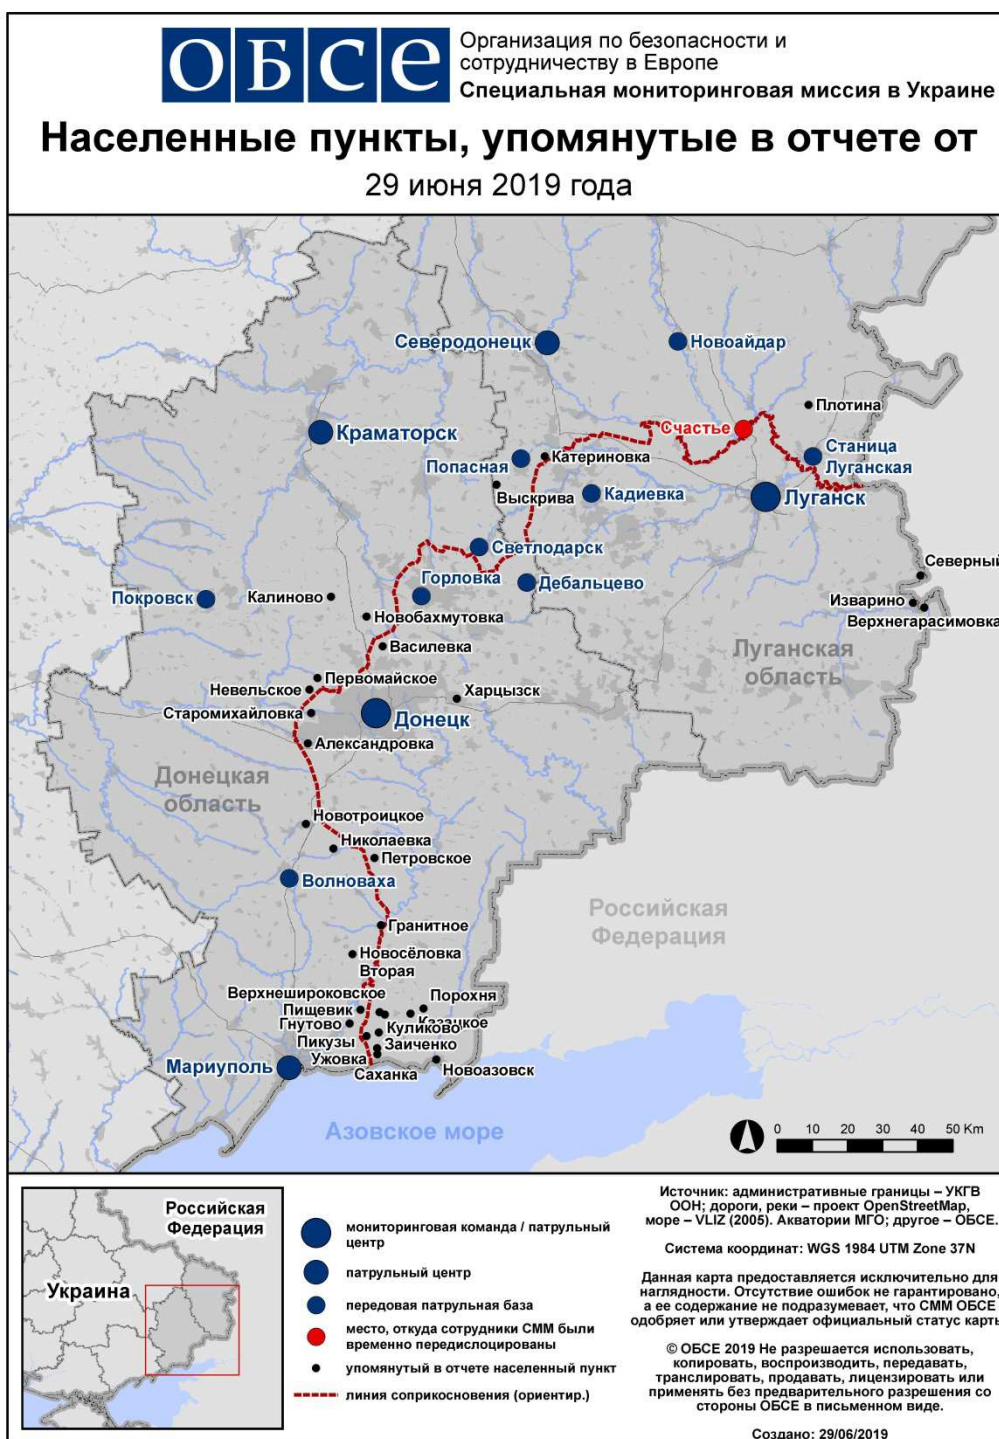 ОБСЕ
Организация по безопасности и
сотрудничеству в Европе
Специальная мониторинговая миссия в Украине
Населенные пункты, упомянутые в отчете от
29 июня 2019 года
Северодонецк
Новоайдар
Плотина
Счастье
Краматорск
Станица
Луганская
Попасная
Катериновка
Выскрива
Кадиевка
Луганск
Светлодарск
Северный
Горловка
Дебальцево
Покровск
Калиново
Изварино
Верхнегарасимовка
Новобахмутовка
Василевка
Луганская
область
Первомайское
Невельское
Харцызск
Старомихайловка
Донецк
Александровка
Донецкая
область
Новотроицкое
Николаевка
Петровское
Волноваха
Российская
Федерация
Гранитное
Новосёловка
Вторая
Верхнешироковское
Порохня
Пищевик
Казацкое
Гнутово
Куликово
Пикузы
Заиченко
Ужовка
Мариуполь
Саханка
Новоазовск
Азовское море
0 10 20 30 40 50 Km
Российская
Федерация
Украина
мониторинговая команда / патрульный
центр
патрульный центр
передовая патрульная база
место, откуда сотрудники СММ были
временно передислоцированы
упомянутый в отчете населенный пункт
линия соприкосновения (ориентир.)
Источник: административные границы – УКГВ
ООН; дороги, реки – проект OpenStreetMap,
море – VLIZ (2005). Акватории МГО; другое – ОБСЕ.
Система координат: WGS 1984 UTM Zone 37N
Данная карта предоставляется исключительно для
наглядности. Отсутствие ошибок не гарантировано,
а ее содержание не подразумевает, что СММ ОБСЕ
одобряет или утверждает официальный статус карты
© ОБСЕ 2019 Не разрешается использовать,
копировать, воспроизводить, передавать,
транслировать, продавать, лицензировать или
применять без предварительного разрешения со
стороны ОБСЕ в письменном виде.
Создано: 29/06/2019